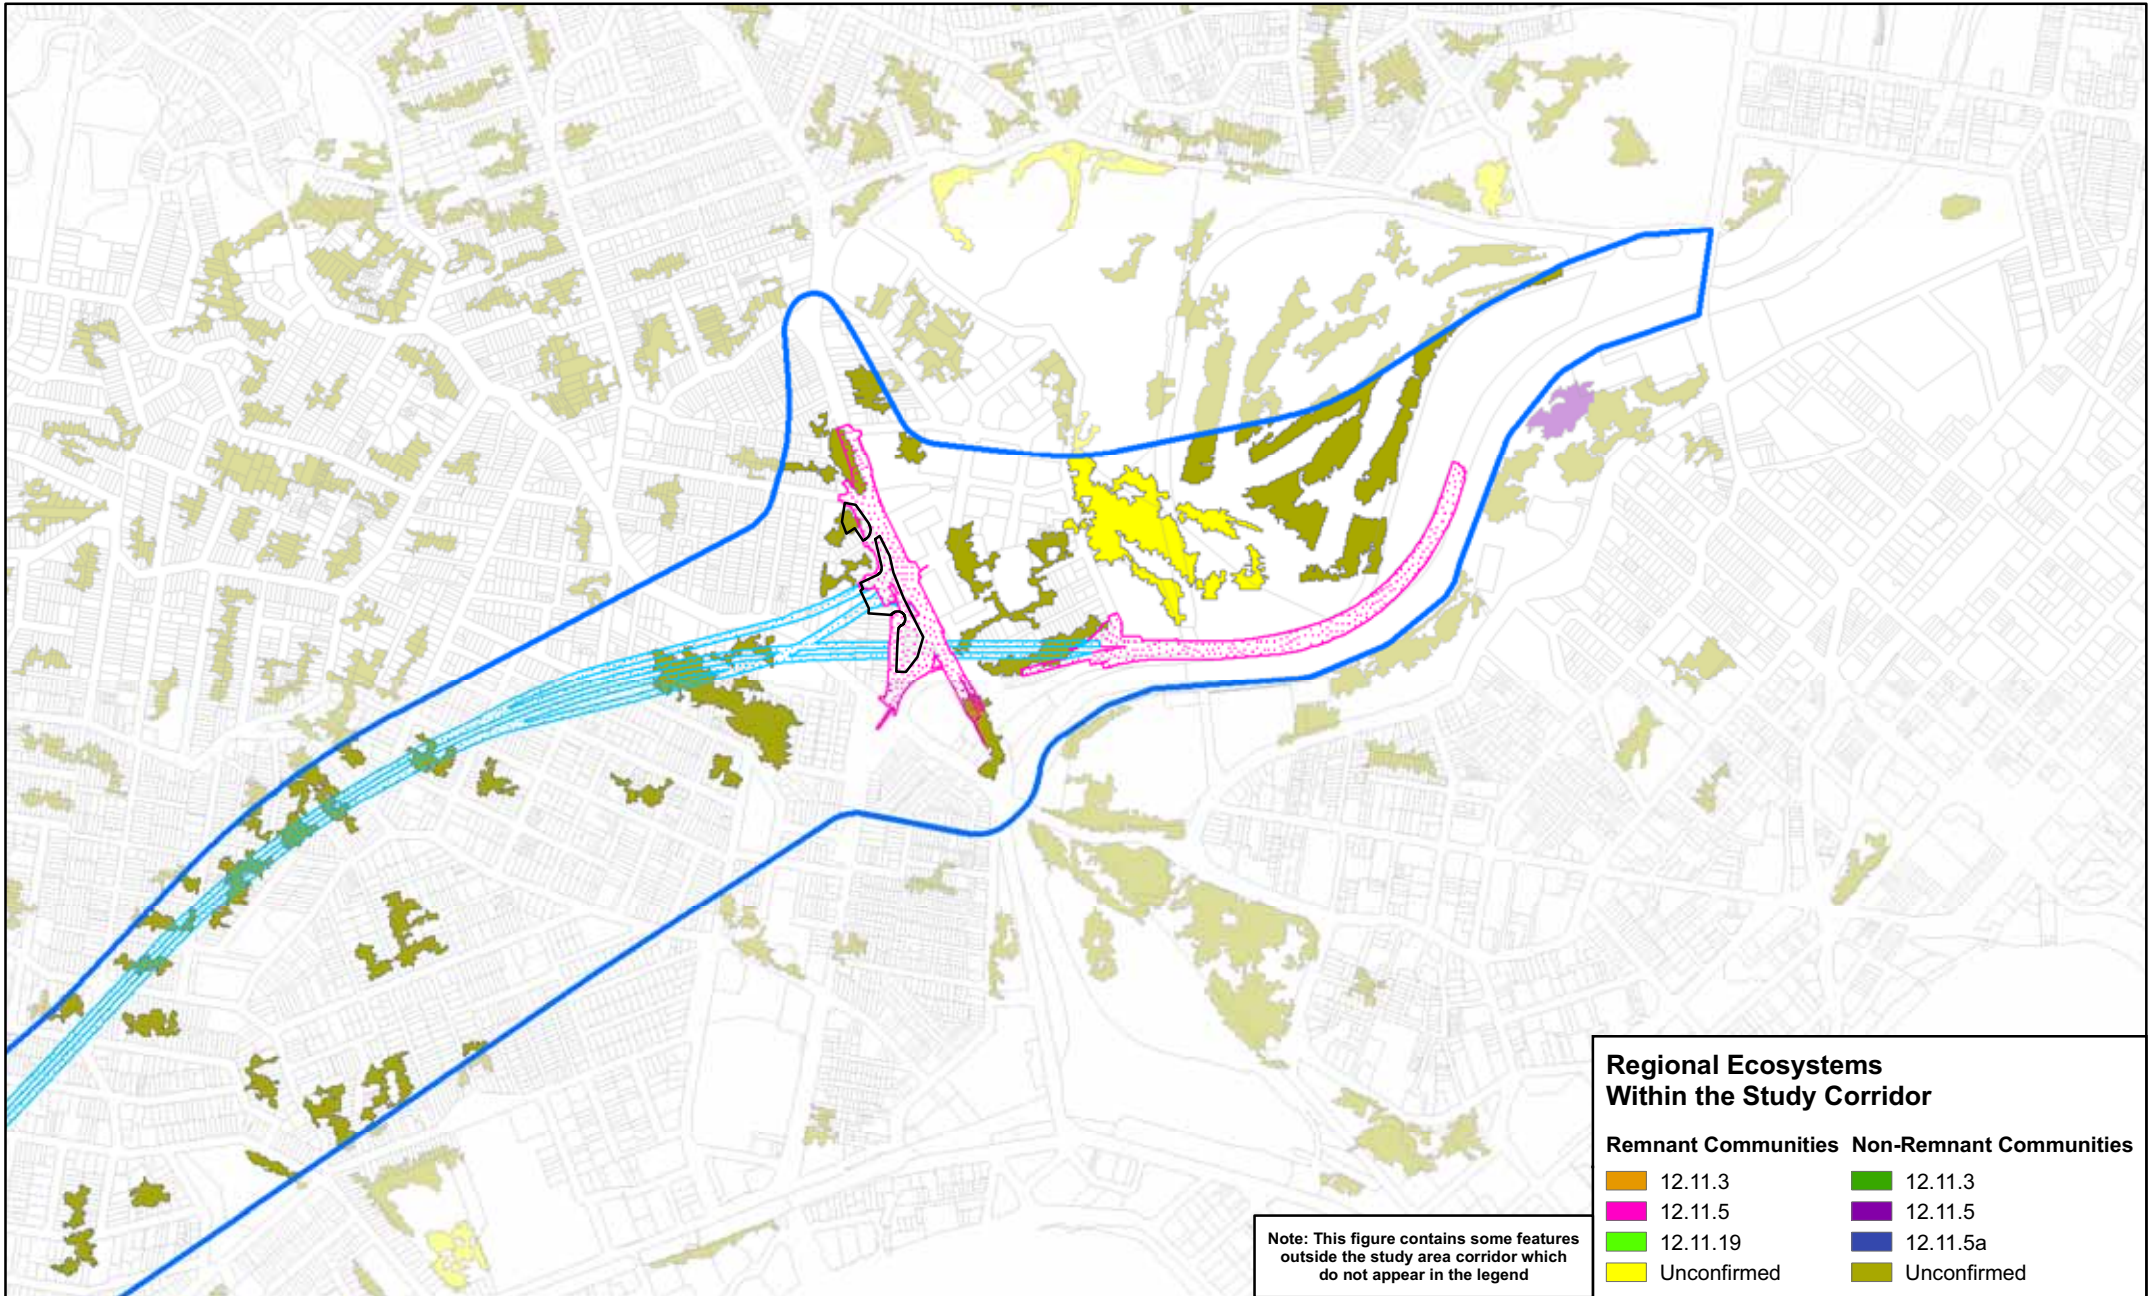 Regional Ecosystems
Within the Study Corridor
Remnant Communities Non-Remnant Communities
12.11.3 12.11.3
12.11.5 12.11.5
12.11.19 12.11.5a
Unconfirmed Unconfirmed
Note: This figure contains some features
outside the study area corridor which
do not appear in the legend